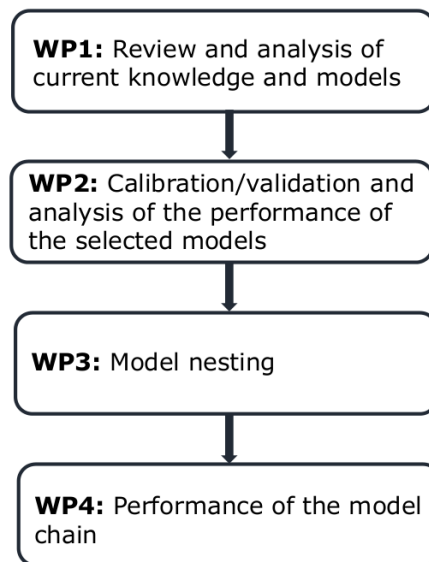 WP1: Review and analysis of
current knowledge and models
WP2: Calibration/validation and
analysis of the performance of
the selected models
WP3: Model nesting
WP4: Performance of the model
chain